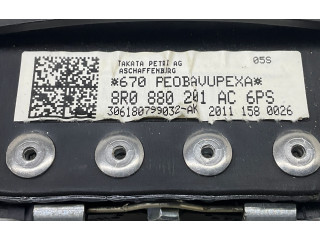 TAKATA PETRI AG 05S
ASCHAFFENBURG
*670 PEOBAVUPEXA*
8R0 880 201 AC 6PS
306180799032-AK 2011 158 0026